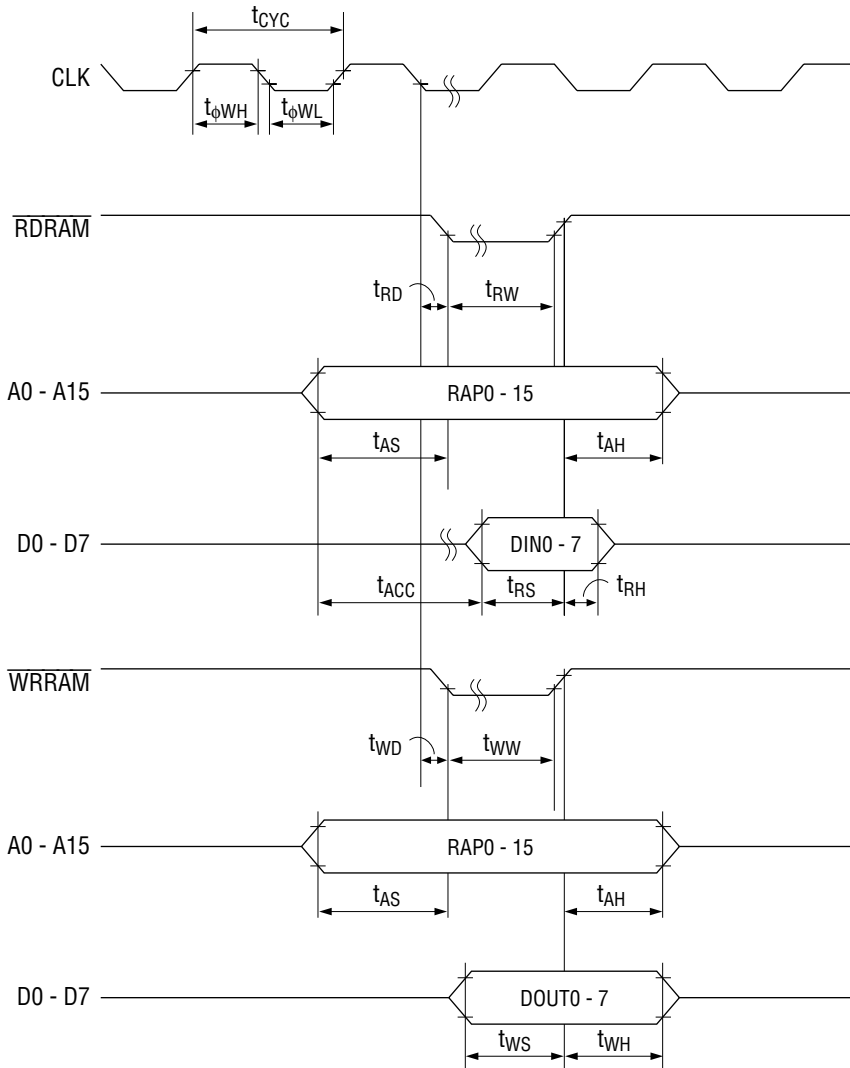 tCYC
CLK
tϕWH tϕWL
RDRAM
tRD tRW
A0 - A15 RAP0 - 15
tAS tAH
D0 - D7 DIN0 - 7
tACC tRS tRH
WRRAM
tWD tWW
A0 - A15 RAP0 - 15
tAS tAH
D0 - D7 DOUT0 - 7
tWS tWH